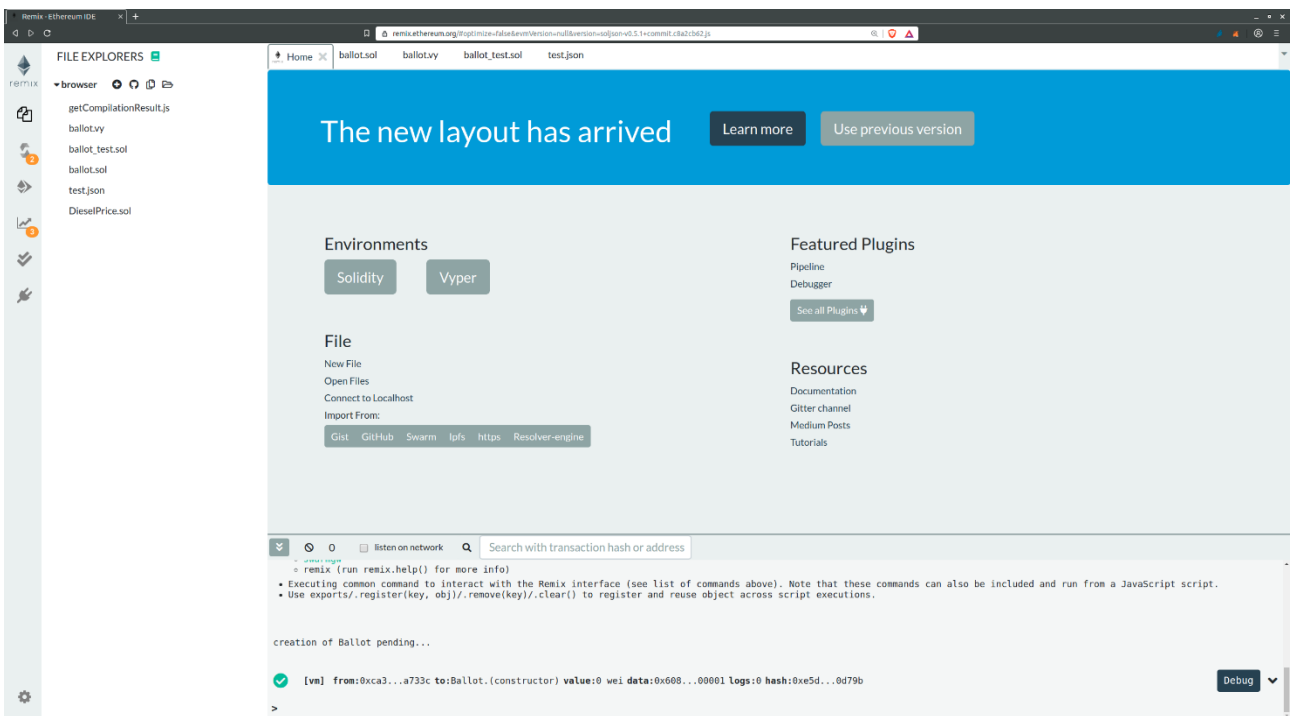 Remix - Ethereum IDE
remix.ethereum.org/#optimize=false&evmVersion=null&version=soljson-v0.5.1+commit.c8a2cb62.js
remix
2
3
FILE EXPLORERS
browser
getCompilationResult.js
ballot.vy
ballot_test.sol
ballot.sol
test.json
DieselPrice.sol
Home ballot.sol ballot.vy ballot_test.sol test.json
The new layout has arrived Learn more Use previous version
Environments
Solidity Vyper
File
New File
Open Files
Connect to Localhost
Import From:
Gist GitHub Swarm Ipfs https Resolver-engine
Featured Plugins
Pipeline
Debugger
See all Plugins
Resources
Documentation
Gitter channel
Medium Posts
Tutorials
0 listen on network Search with transaction hash or address
remix (run remix.help() for more info)
• Executing common command to interact with the Remix interface (see list of commands above). Note that these commands can also be included and run from a JavaScript script.
• Use exports/.register(key, obj)/.remove(key)/.clear() to register and reuse object across script executions.
creation of Ballot pending...
[vm] from:0xca3...a733c to:Ballot.(constructor) value:0 wei data:0x608...00001 logs:0 hash:0xe5d...0d79b Debug
>